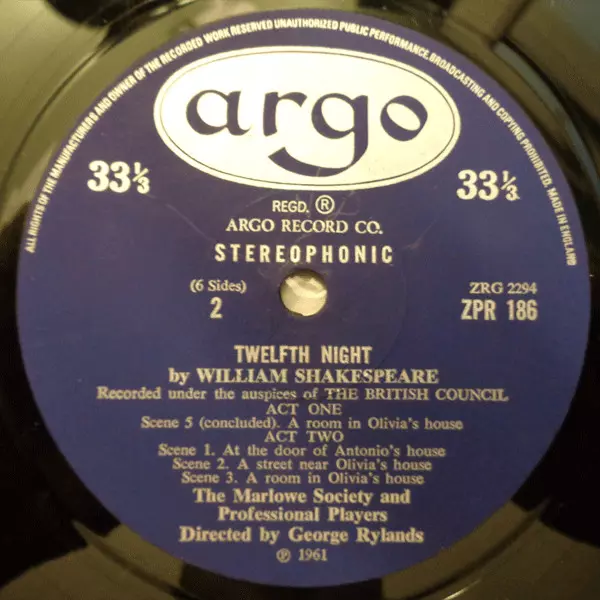 ALL RIGHTS OF THE MANUFACTURERS AND OWNER OF THE RECORDED WORK RESERVED UNAUTHORIZED PUBLIC PERFORMANCE, BROADCASTING AND COPYING PROHIBITED. MADE IN ENGLAND
argo
33⅓
33⅓
REGD. ®
ARGO RECORD CO.
STEREOPHONIC
(6 Sides)
2
ZRG 2294
ZPR 186
TWELFTH NIGHT
by WILLIAM SHAKESPEARE
Recorded under the auspices of THE BRITISH COUNCIL
ACT ONE
Scene 5 (concluded). A room in Olivia's house
ACT TWO
Scene 1. At the door of Antonio's house
Scene 2. A street near Olivia's house
Scene 3. A room in Olivia's house
The Marlowe Society and
Professional Players
Directed by George Rylands
℗ 1961